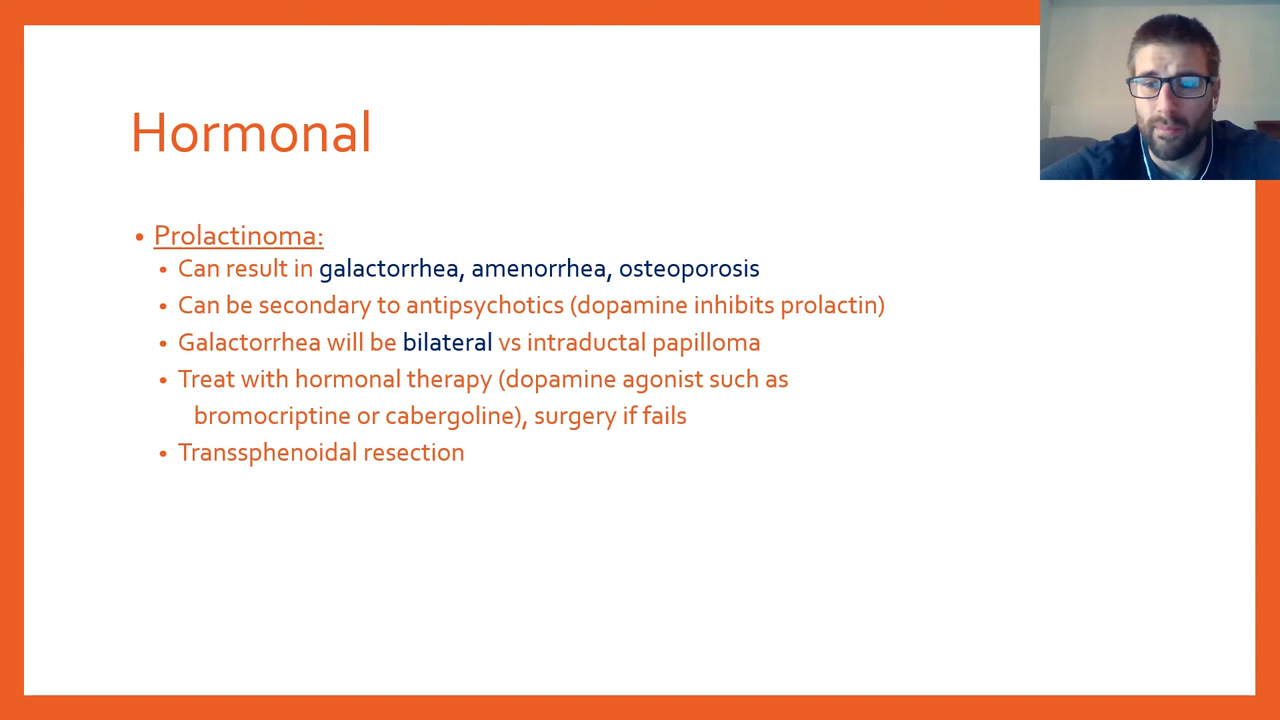 Hormonal
• Prolactinoma:
• Can result in galactorrhea, amenorrhea, osteoporosis
• Can be secondary to antipsychotics (dopamine inhibits prolactin)
• Galactorrhea will be bilateral vs intraductal papilloma
• Treat with hormonal therapy (dopamine agonist such as
bromocriptine or cabergoline), surgery if fails
• Transsphenoidal resection